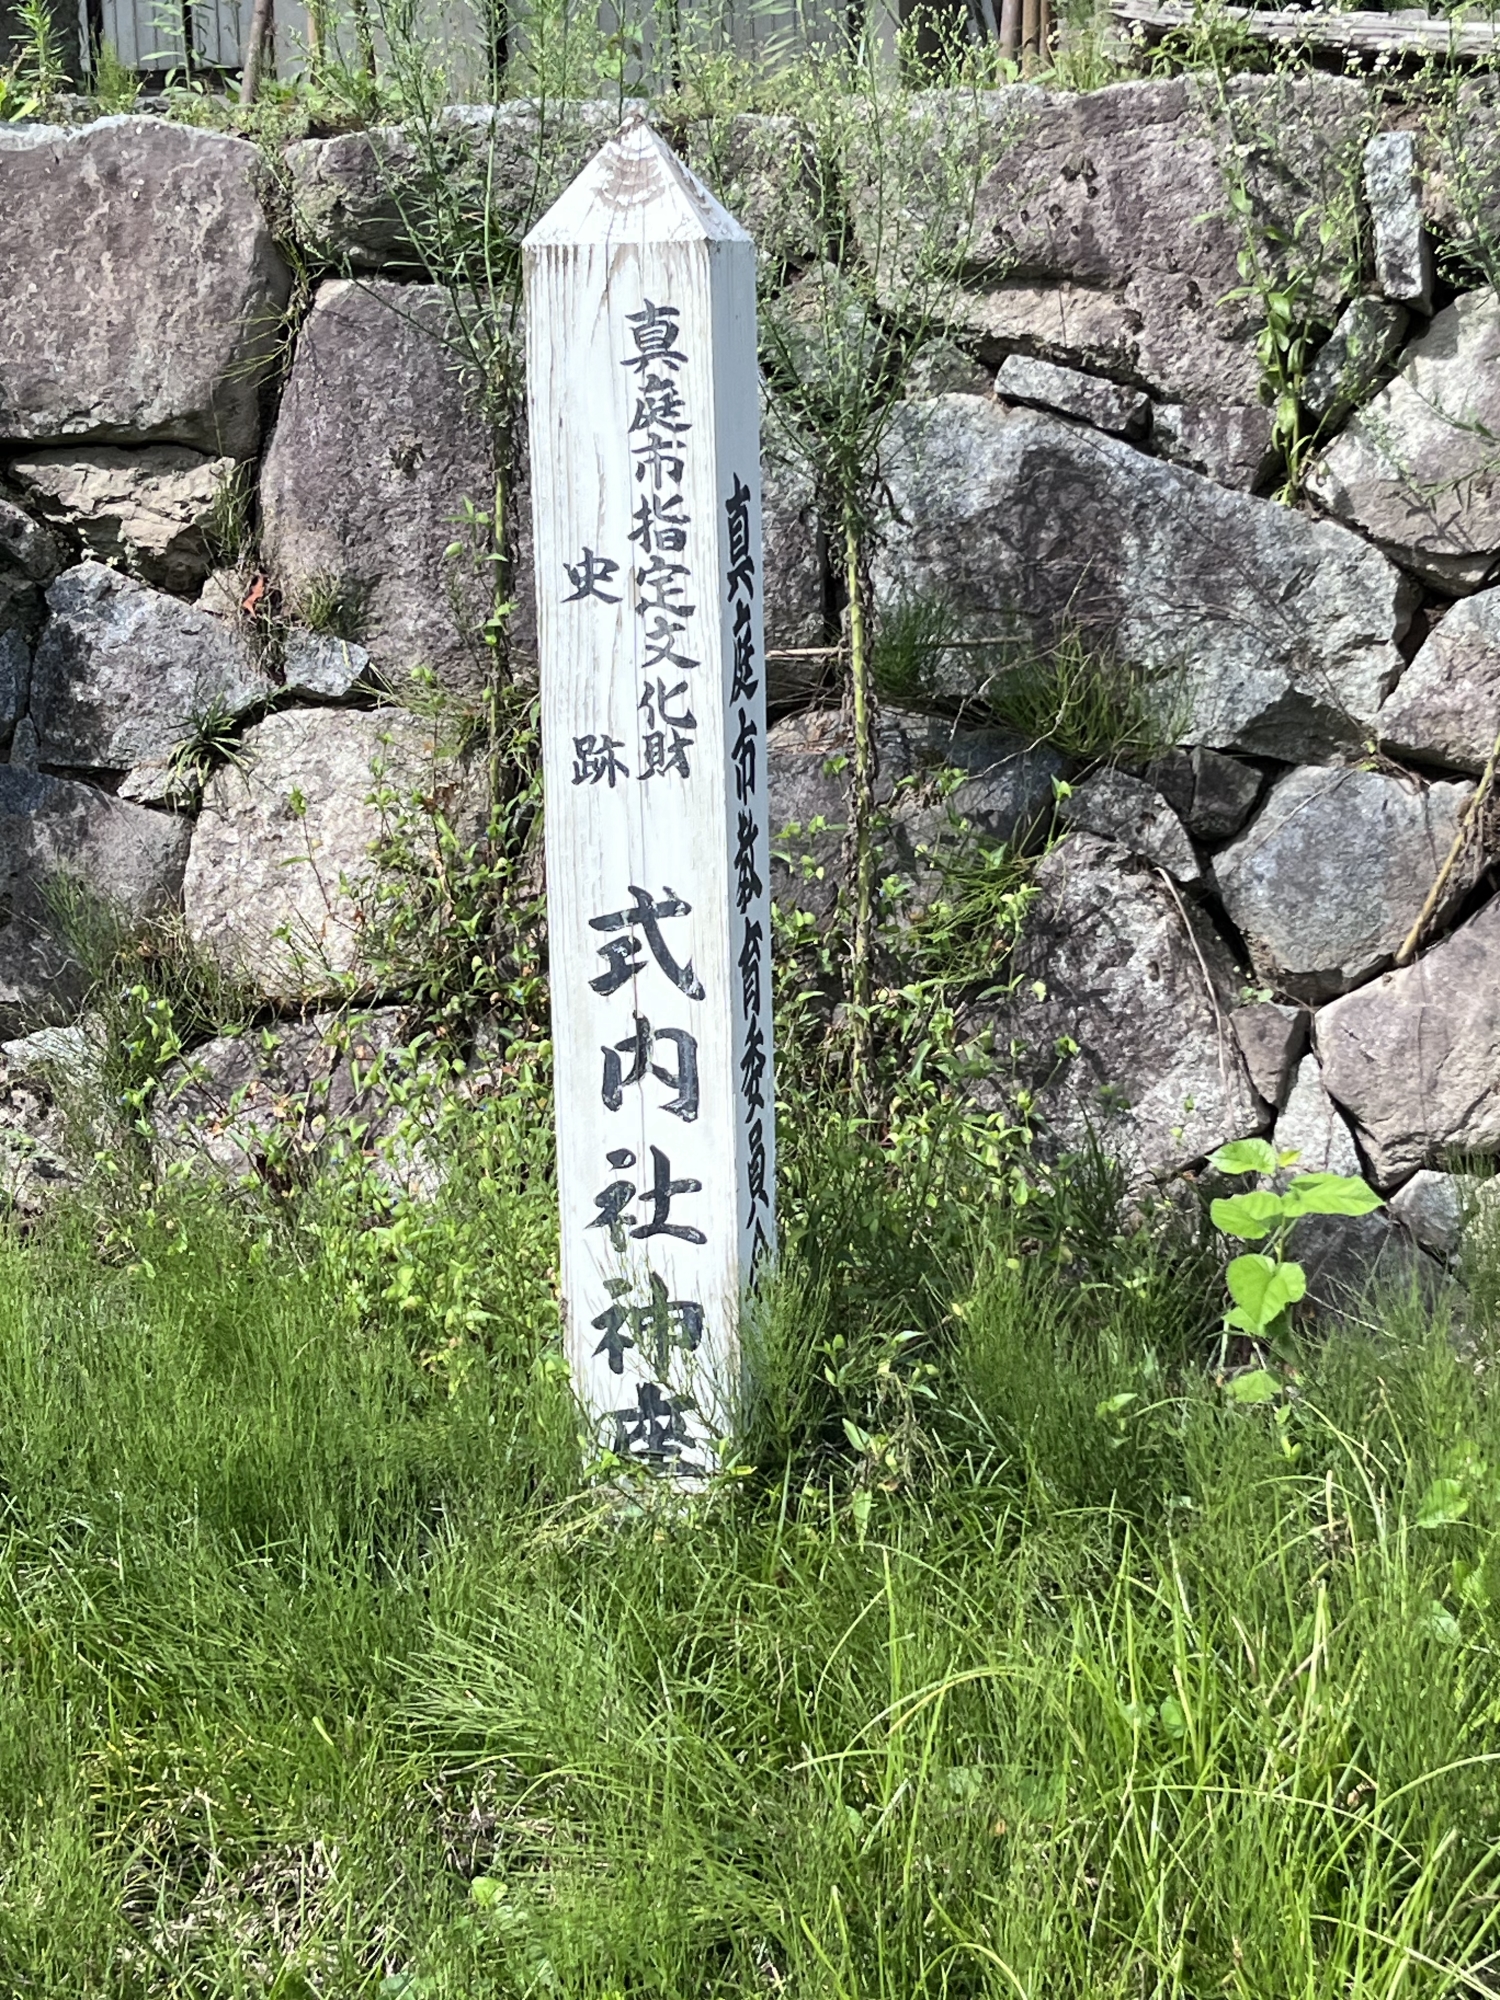 真庭市指定文化財
史跡
式内社神座
真庭市教育委員会